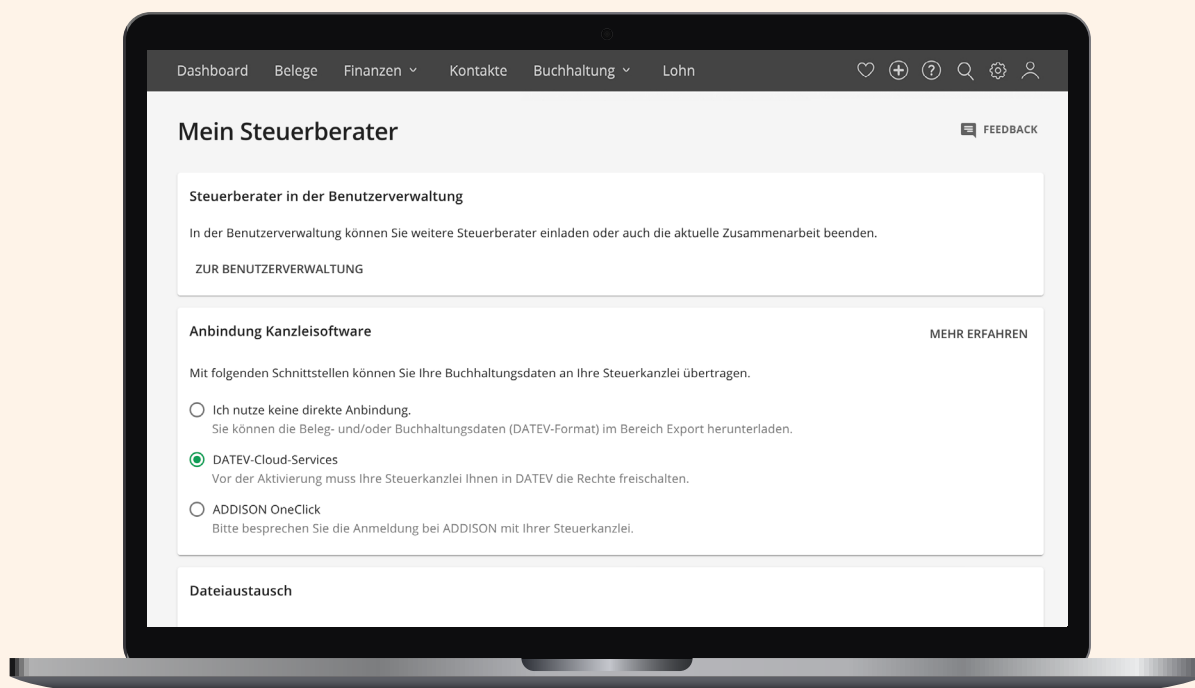 Dashboard Belege Finanzen Kontakte Buchhaltung Lohn
Mein Steuerberater
FEEDBACK
Steuerberater in der Benutzerverwaltung
In der Benutzerverwaltung können Sie weitere Steuerberater einladen oder auch die aktuelle Zusammenarbeit beenden.
ZUR BENUTZERVERWALTUNG
Anbindung Kanzleisoftware
MEHR ERFAHREN
Mit folgenden Schnittstellen können Sie Ihre Buchhaltungsdaten an Ihre Steuerkanzlei übertragen.
Ich nutze keine direkte Anbindung.
Sie können die Beleg- und/oder Buchhaltungsdaten (DATEV-Format) im Bereich Export herunterladen.
DATEV-Cloud-Services
Vor der Aktivierung muss Ihre Steuerkanzlei Ihnen in DATEV die Rechte freischalten.
ADDISON OneClick
Bitte besprechen Sie die Anmeldung bei ADDISON mit Ihrer Steuerkanzlei.
Dateiaustausch